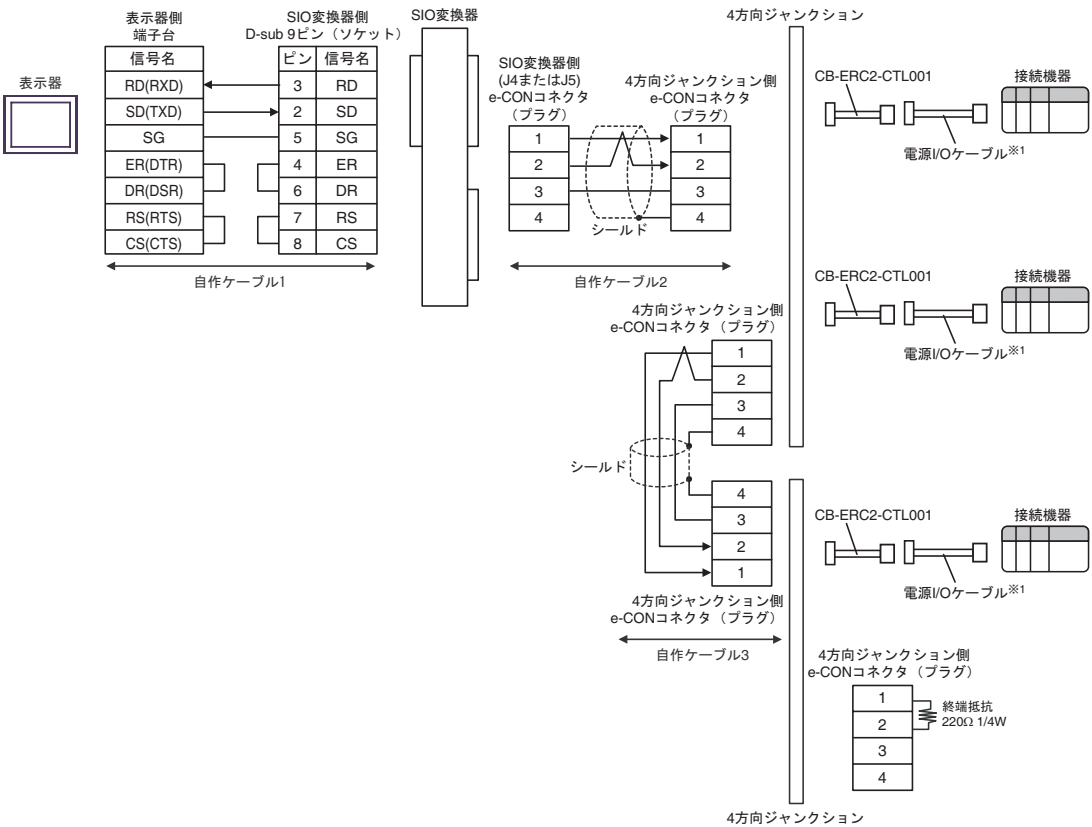 表示器
表示器側
端子台
信号名
RD(RXD)
SD(TXD)
SG
ER(DTR)
DR(DSR)
RS(RTS)
CS(CTS)
SIO変換器側
D-sub 9ピン（ソケット）
ピン 信号名
3 RD
2 SD
5 SG
4 ER
6 DR
7 RS
8 CS
自作ケーブル1
SIO変換器
SIO変換器側
(J4またはJ5)
e-CONコネクタ
（プラグ）
1
2
3
4
シールド
4方向ジャンクション側
e-CONコネクタ
（プラグ）
1
2
3
4
自作ケーブル2
4方向ジャンクション側
e-CONコネクタ（プラグ）
1
2
3
4
シールド
4
3
2
1
4方向ジャンクション側
e-CONコネクタ（プラグ）
自作ケーブル3
4方向ジャンクション
CB-ERC2-CTL001
接続機器
電源I/Oケーブル※1
CB-ERC2-CTL001
接続機器
電源I/Oケーブル※1
CB-ERC2-CTL001
接続機器
電源I/Oケーブル※1
4方向ジャンクション側
e-CONコネクタ（プラグ）
1
2
3
4
終端抵抗
220Ω 1/4W
4方向ジャンクション